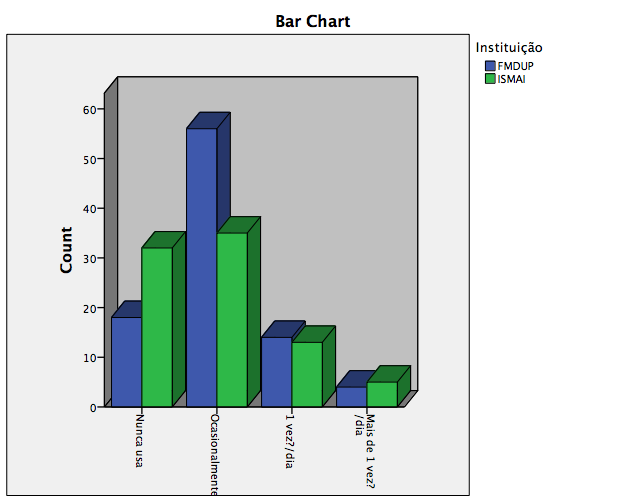 Bar Chart
Instituição
FMDUP
ISMAI
Count
60
50
40
30
20
10
0
Nunca usa
Ocasionalmente
1 vez?/dia
Mais de 1 vez?
/dia